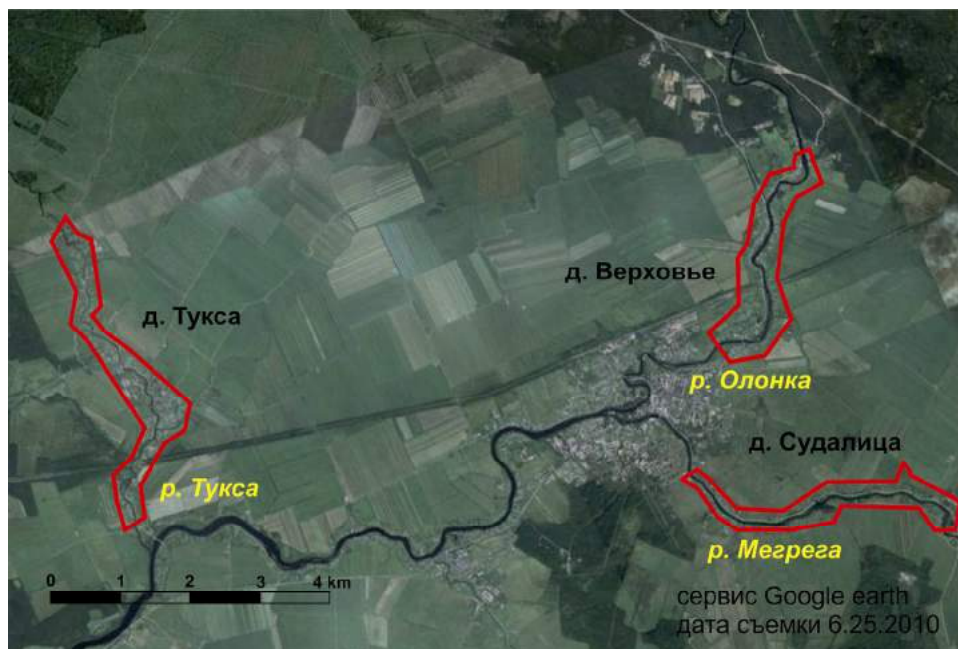 д. Верховье
д. Тукса
р. Олонка
д. Судалица
р. Тукса
р. Мегрега
0 1 2 3 4 km
сервис Google earth
дата съемки 6.25.2010